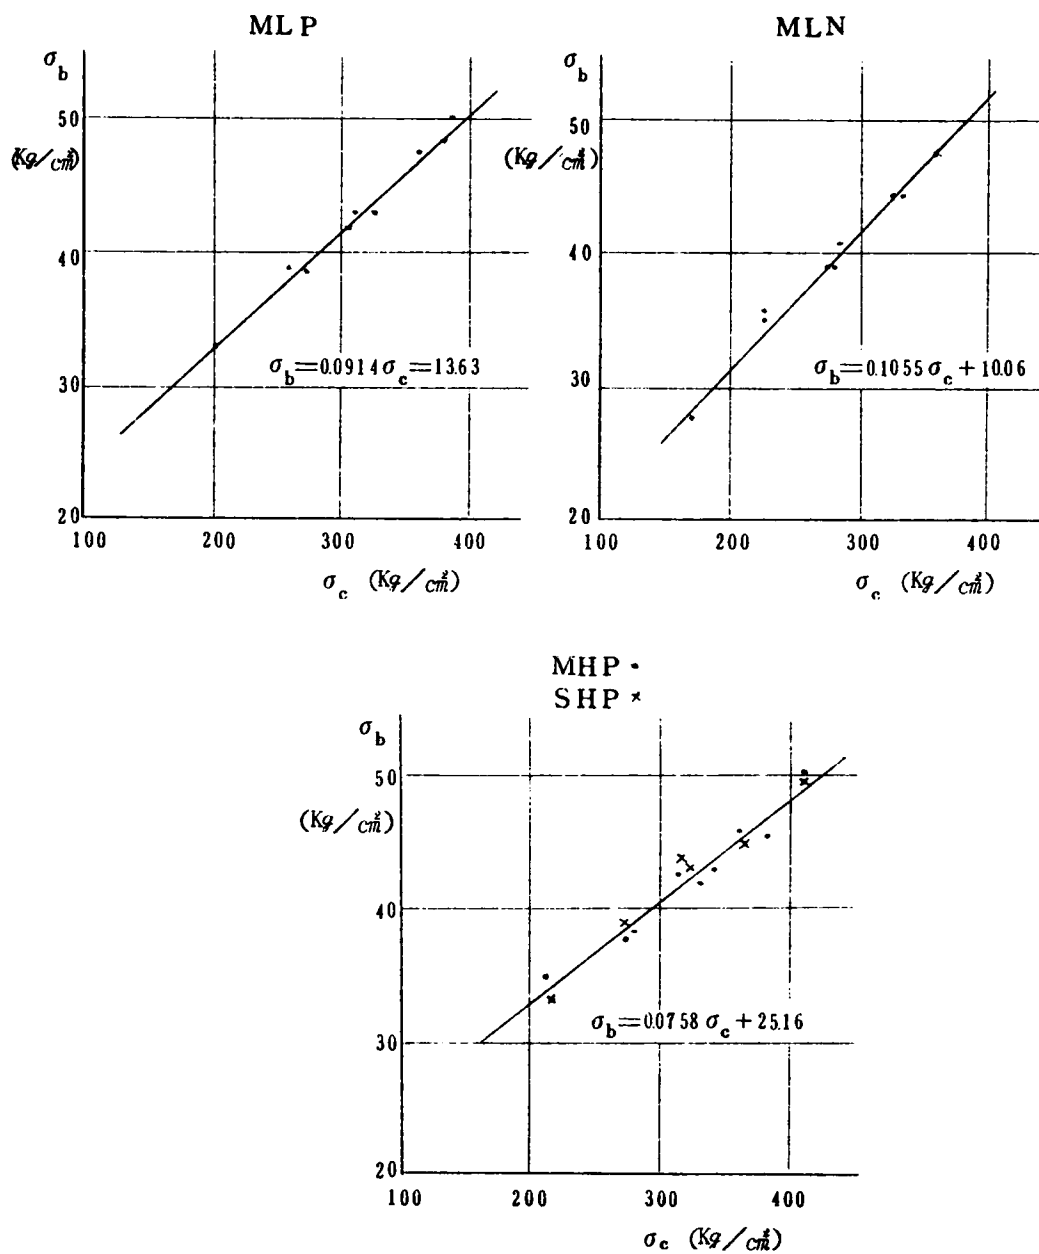 MLP
σb
50
(Kg/cm²)
40
σb=0.0914σc=13.63
30
20
100 200 300 400
σc (Kg/cm²)
MLN
σb
50
(Kg/cm²)
40
σb=0.1055σc+10.06
30
20
100 200 300 400
σc (Kg/cm²)
MHP •
SHP ×
σb
50
(Kg/cm²)
40
σb=0.0758σc+25.16
30
20
100 200 300 400
σc (Kg/cm²)